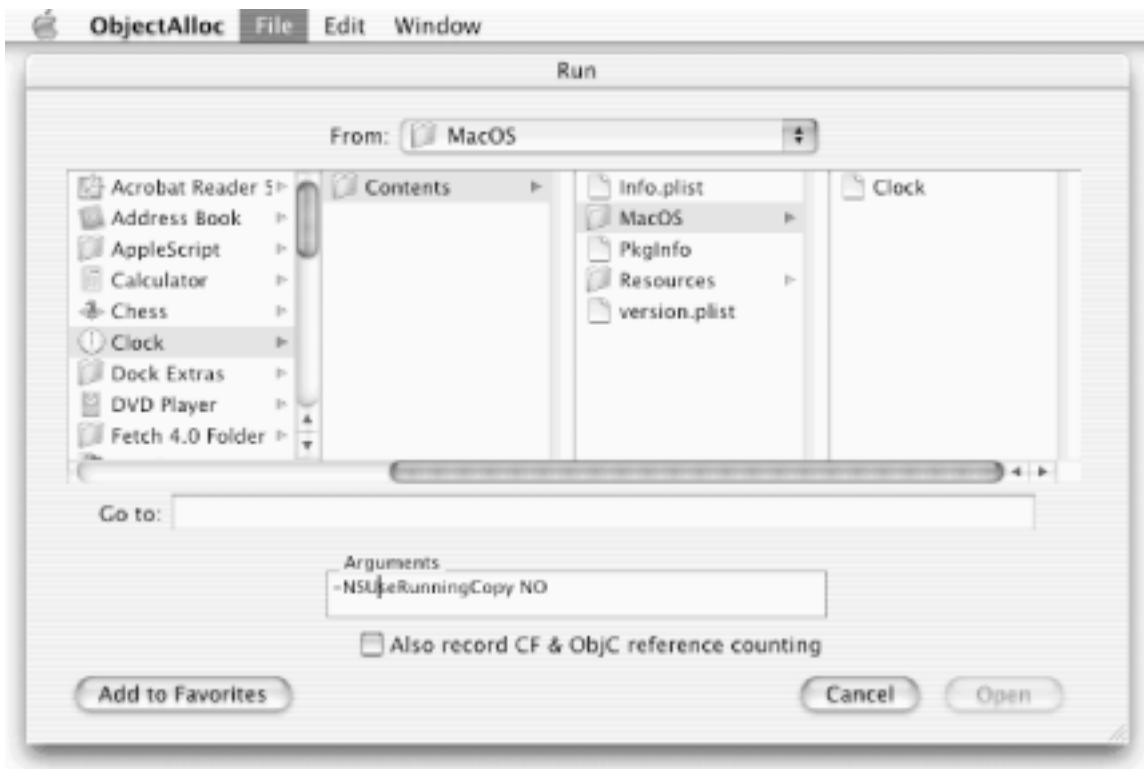 ObjectAlloc File Edit Window
Run
From: MacOS
Acrobat Reader 5
Address Book
AppleScript
Calculator
Chess
Clock
Dock Extras
DVD Player
Fetch 4.0 Folder
Contents
Info.plist
MacOS
PkgInfo
Resources
version.plist
Clock
Go to:
Arguments
-NSUseRunningCopy NO
Also record CF & ObjC reference counting
Add to Favorites
Cancel
Open